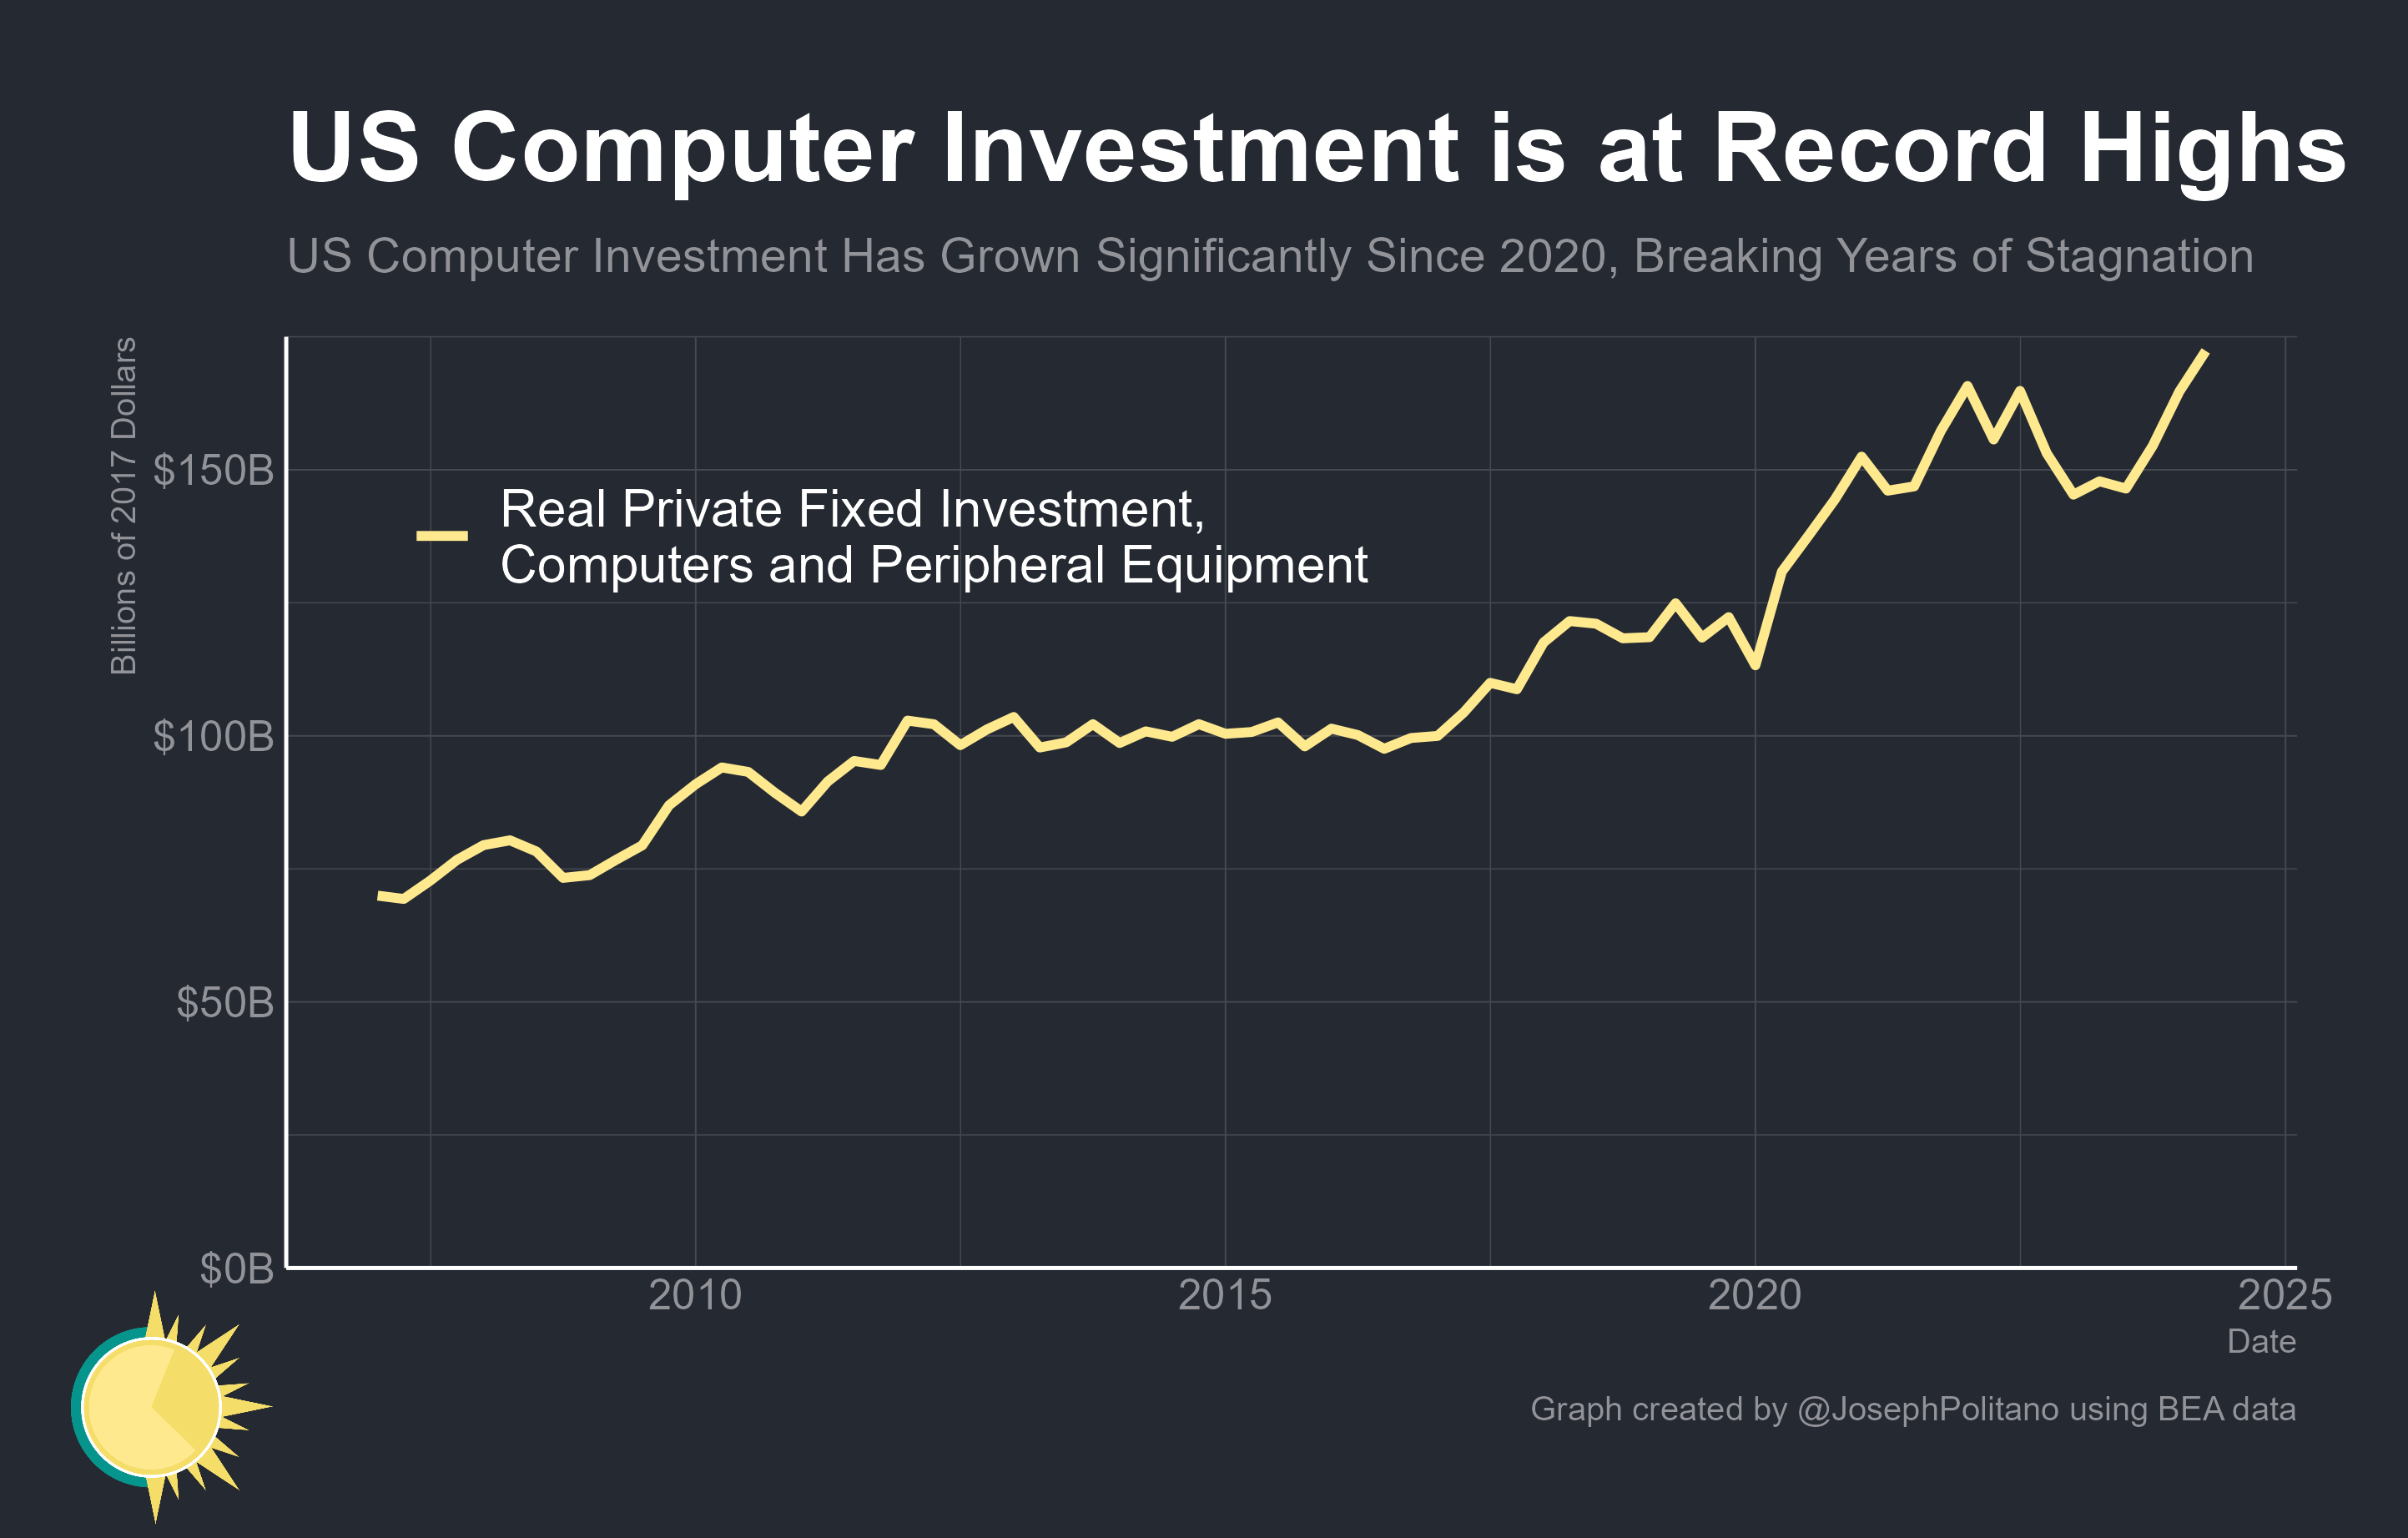 US Computer Investment is at Record Highs
US Computer Investment Has Grown Significantly Since 2020, Breaking Years of Stagnation
Billions of 2017 Dollars
$150B
Real Private Fixed Investment,
Computers and Peripheral Equipment
$100B
$50B
$0B
2010 2015 2020 2025
Date
Graph created by @JosephPolitano using BEA data